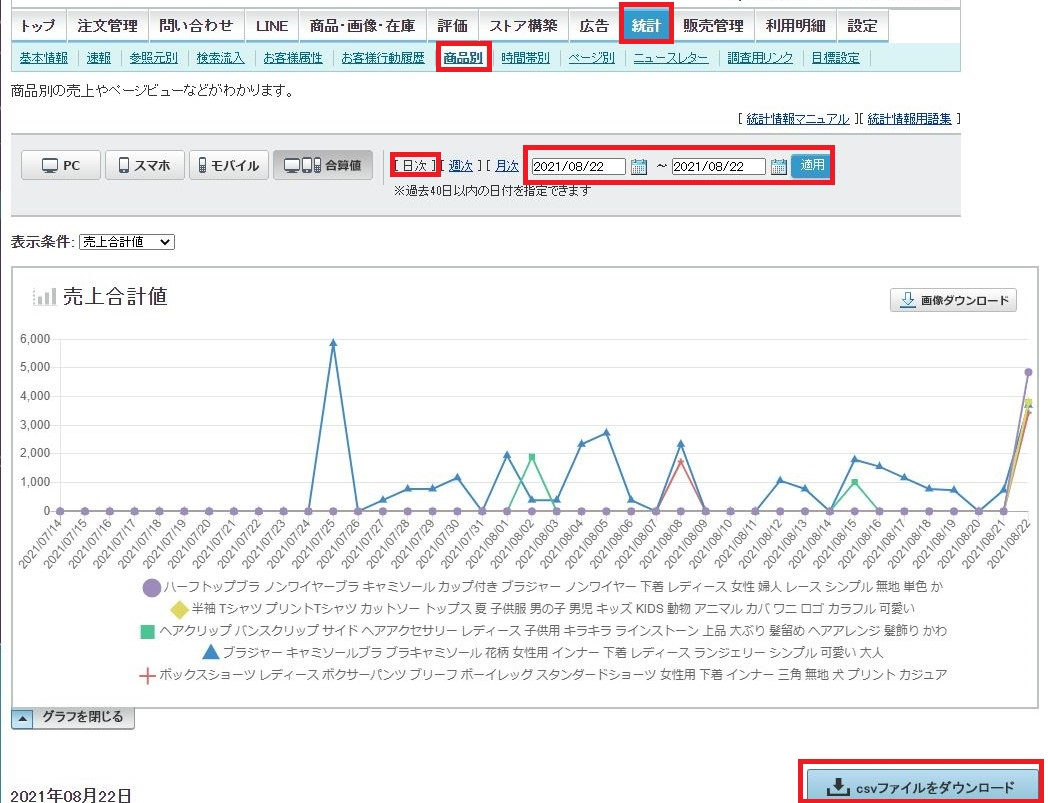 トップ 注文管理 問い合わせ LINE 商品・画像・在庫 評価 ストア構築 広告 統計 販売管理 利用明細 設定
基本情報 速報 参照元別 検索流入 お客様属性 お客様行動履歴 商品別 時間帯別 ページ別 ニュースレター 調査用リンク 目標設定
商品別の売上やページビューなどがわかります。
[ 統計情報マニュアル ][ 統計情報用語集 ]
PC スマホ モバイル 合算値 [ 日次 ][ 週次 ][ 月次 2021/08/22 ～ 2021/08/22 適用
※過去40日以内の日付を指定できます
表示条件: 売上合計値
売上合計値
画像ダウンロード
6,000
5,000
4,000
3,000
2,000
1,000
0
2021/07/14 2021/07/15 2021/07/16 2021/07/17 2021/07/18 2021/07/19 2021/07/20 2021/07/21 2021/07/22 2021/07/23 2021/07/24 2021/07/25 2021/07/26 2021/07/27 2021/07/28 2021/07/29 2021/07/30 2021/07/31 2021/08/01 2021/08/02 2021/08/03 2021/08/04 2021/08/05 2021/08/06 2021/08/07 2021/08/08 2021/08/09 2021/08/10 2021/08/11 2021/08/12 2021/08/13 2021/08/14 2021/08/15 2021/08/16 2021/08/17 2021/08/18 2021/08/19 2021/08/20 2021/08/21 2021/08/22
ハーフトップブラ ノンワイヤーブラ キャミソール カップ付き ブラジャー ノンワイヤー 下着 レディース 女性 婦人 レース シンプル 無地 単色 か
半袖 Tシャツ プリントTシャツ カットソー トップス 夏 子供服 男の子 男児 キッズ KIDS 動物 アニマル カバ ワニ ロゴ カラフル 可愛い
ヘアクリップ バンスクリップ サイド ヘアアクセサリー レディース 子供用 キラキラ ラインストーン 上品 大ぶり 髪留め ヘアアレンジ 髪飾り かわ
ブラジャー キャミソールブラ ブラキャミソール 花柄 女性用 インナー 下着 レディース ランジェリー シンプル 可愛い 大人
ボックスショーツ レディース ボクサーパンツ ブリーフ ボーイレッグ スタンダードショーツ 女性用 下着 インナー 三角 無地 犬 プリント カジュア
グラフを閉じる
2021年08月22日
csvファイルをダウンロード